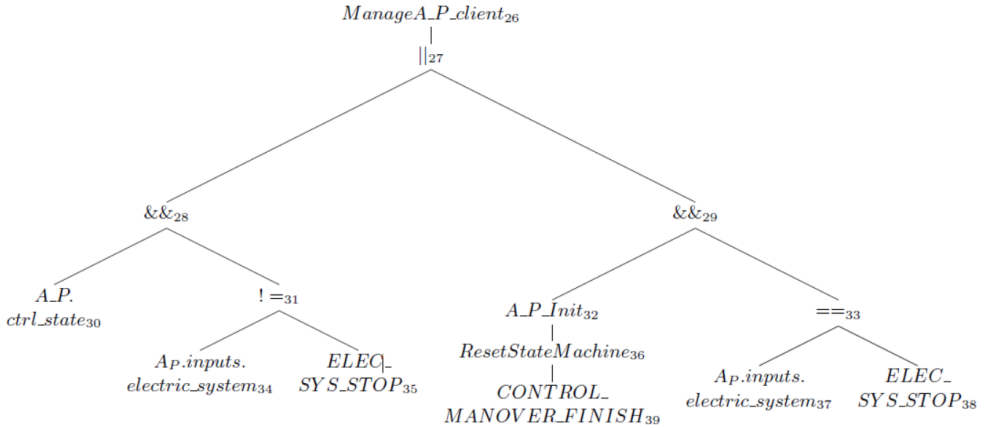 ManageA_P_client26
||27
&&28
&&29
A_P.
ctrl_state30
! =31
A_P_Init32
==33
AP.inputs.
electric_system34
ELEC_
SYS_STOP35
ResetStateMachine36
CONTROL_
MANOVER_FINISH39
AP.inputs.
electric_system37
ELEC_
SYS_STOP38